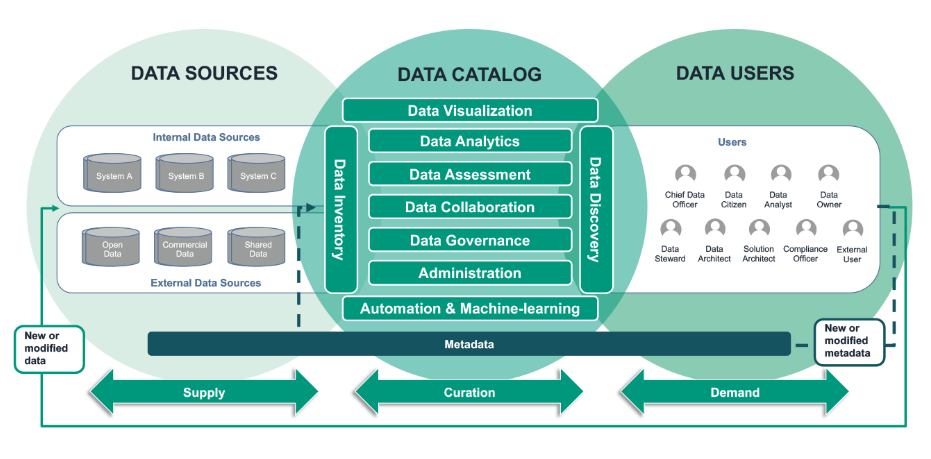 DATA SOURCES
DATA CATALOG
DATA USERS
Data Visualization
Internal Data Sources
System A
System B
System C
Open
Data
Commercial
Data
Shared
Data
External Data Sources
Data Inventory
Data Analytics
Data Assessment
Data Collaboration
Data Governance
Administration
Automation & Machine-learning
Data Discovery
Users
Chief Data
Officer
Data
Citizen
Data
Analyst
Data
Owner
Data
Steward
Data
Architect
Solution
Architect
Compliance
Officer
External
User
New or
modified
data
Metadata
New or
modified
metadata
Supply
Curation
Demand